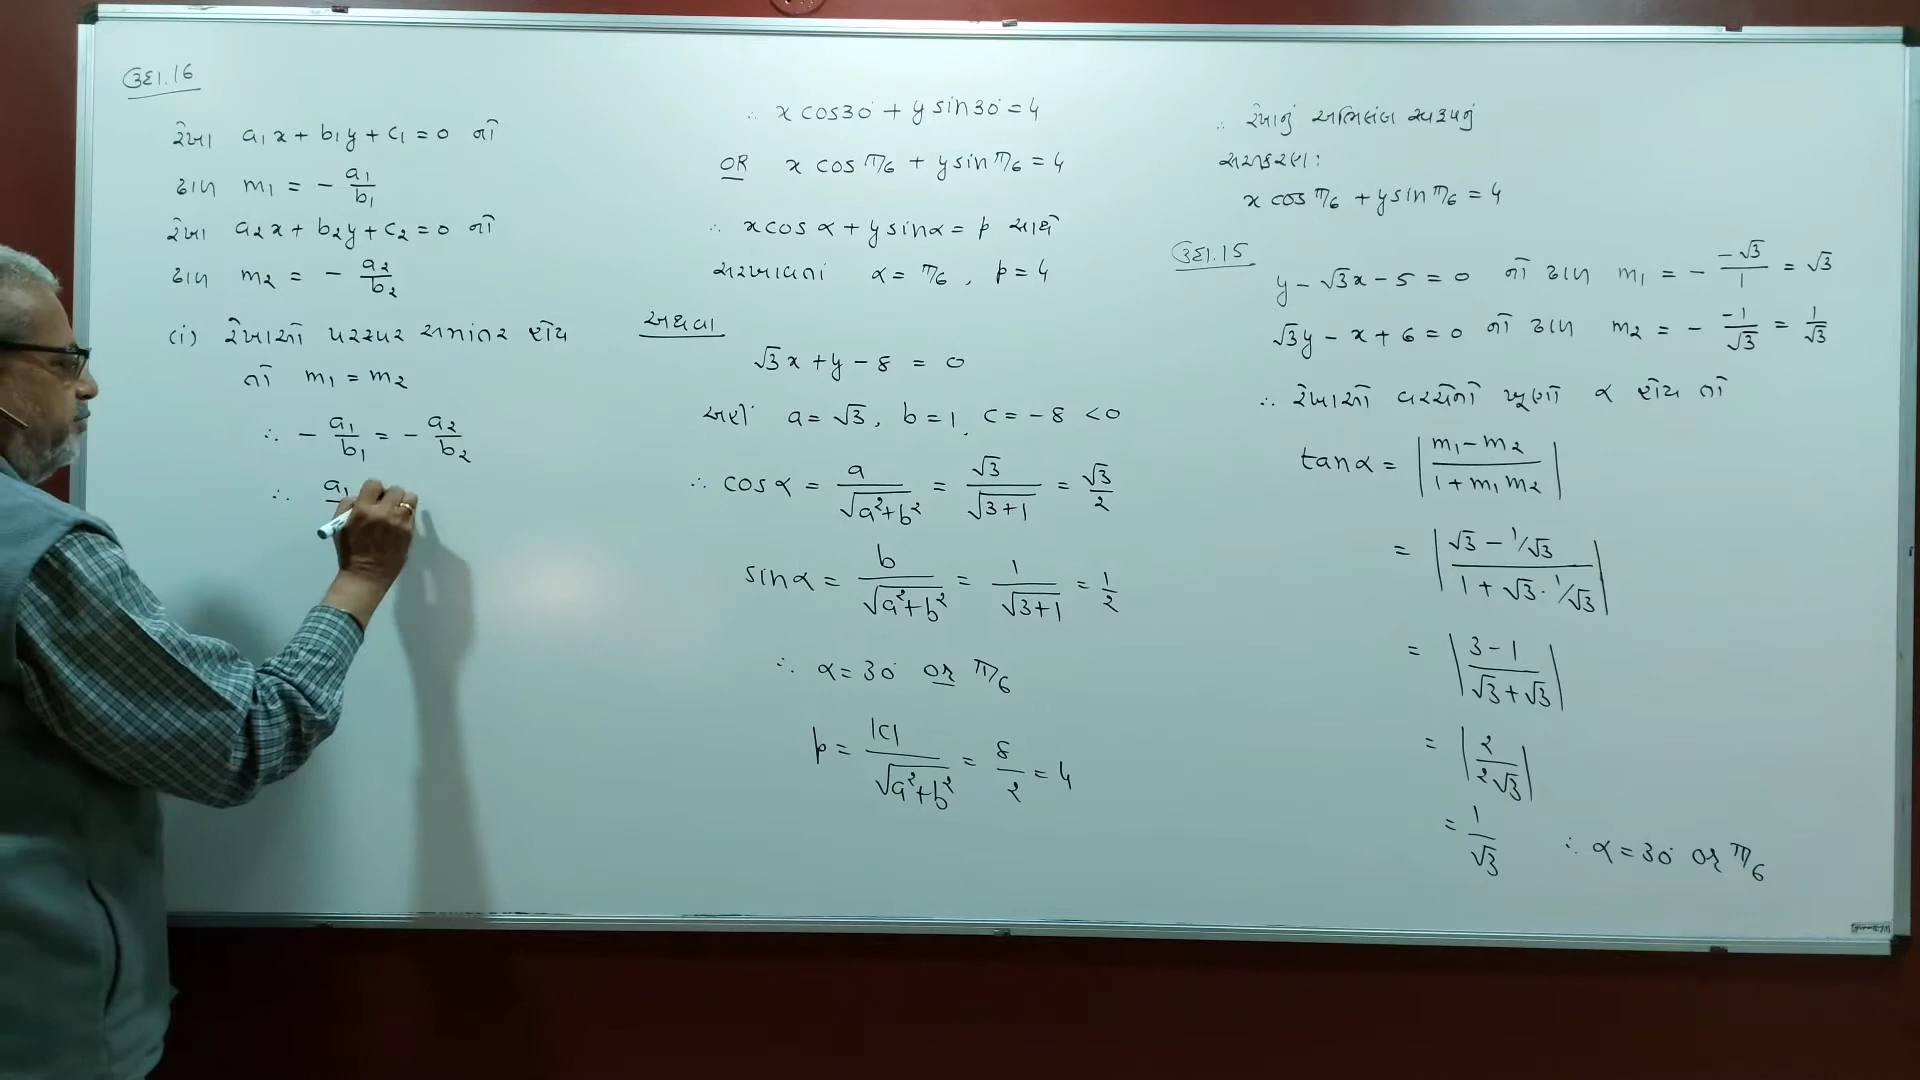 ઉદા.16
રેખા a₁x + b₁y + c₁ = 0 નો
ઢાળ m₁ = - a₁/b₁
રેખા a₂x + b₂y + c₂ = 0 નો
ઢાળ m₂ = - a₂/b₂
(i) રેખાઓ પરસ્પર સમાંતર હોય
તો m₁ = m₂
∴ - a₁/b₁ = - a₂/b₂
∴ a₁
∴ x cos30° + y sin30° = 4
OR x cos π/6 + y sin π/6 = 4
∴ x cos α + y sin α = p સાથે
સરખાવતાં α = π/6 , p = 4
અથવા
√3x + y - 8 = 0
અહીં a = √3, b = 1, c = -8 < 0
∴ cos α = a/√(a²+b²) = √3/√(3+1) = √3/2
sin α = b/√(a²+b²) = 1/√(3+1) = 1/2
∴ α = 30° or π/6
p = |c|/√(a²+b²) = 8/2 = 4
∴ રેખાનું અભિલંબ સ્વરૂપનું
સમીકરણ :
x cos π/6 + y sin π/6 = 4
ઉદા.15
y - √3x - 5 = 0 નો ઢાળ m₁ = - -√3/1 = √3
√3y - x + 6 = 0 નો ઢાળ m₂ = - -1/√3 = 1/√3
∴ રેખાઓ વચ્ચેનો ખૂણો α હોય તો
tan α = |(m₁ - m₂)/(1 + m₁m₂)|
= |(√3 - 1/√3)/(1 + √3 · 1/√3)|
= |(3 - 1)/(√3 + √3)|
= |2/2√3|
= 1/√3 ∴ α = 30° or π/6